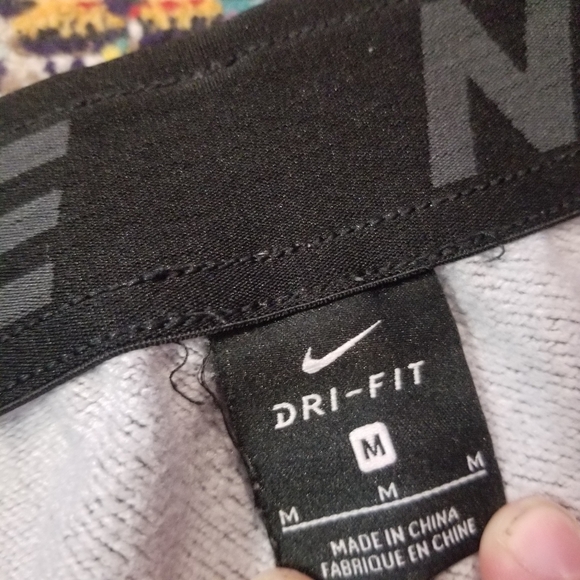 E N
DRI-FIT
M
M M M
MADE IN CHINA
FABRIQUE EN CHINE